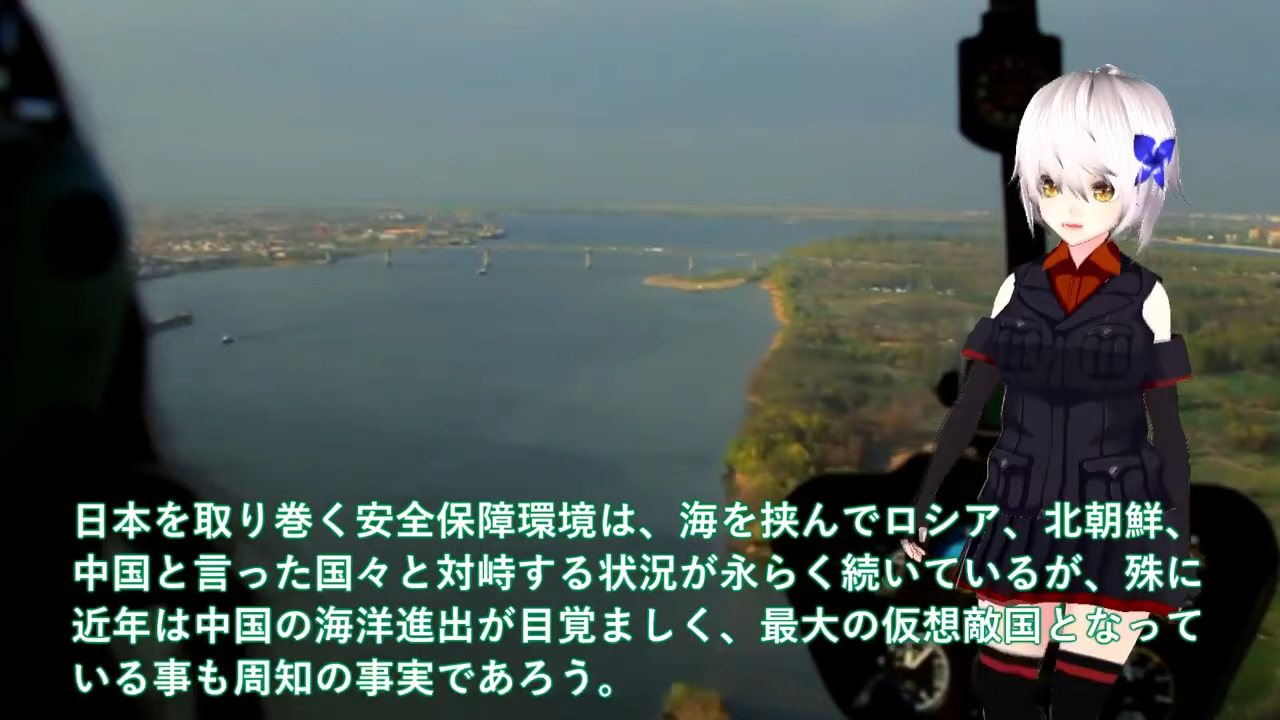 日本を取り巻く安全保障環境は、海を挟んでロシア、北朝鮮、
中国と言った国々と対峙する状況が永らく続いているが、殊に
近年は中国の海洋進出が目覚ましく、最大の仮想敵国となって
いる事も周知の事実であろう。